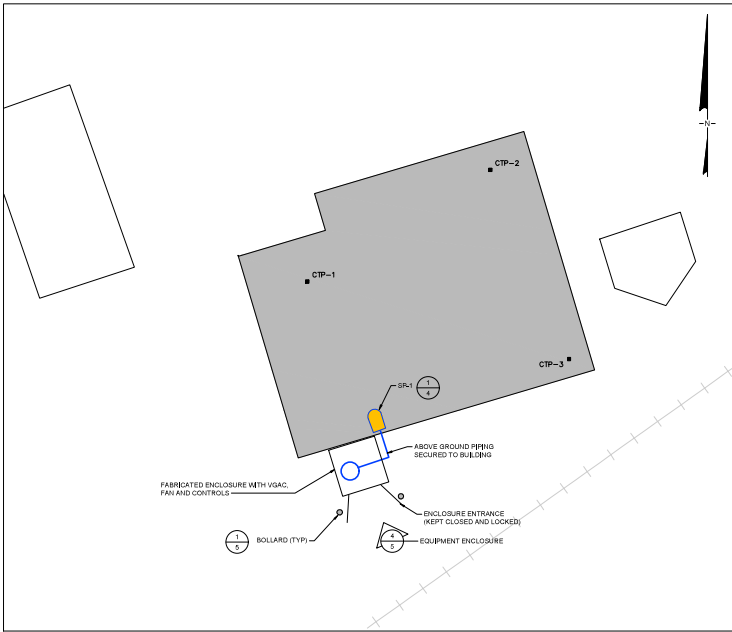 -N-
CTP-2
CTP-1
CTP-3
SP-1
1
4
ABOVE GROUND PIPING
SECURED TO BUILDING
FABRICATED ENCLOSURE WITH VGAC,
FAN AND CONTROLS
ENCLOSURE ENTRANCE
(KEPT CLOSED AND LOCKED)
1
5
BOLLARD (TYP)
4
5
EQUIPMENT ENCLOSURE